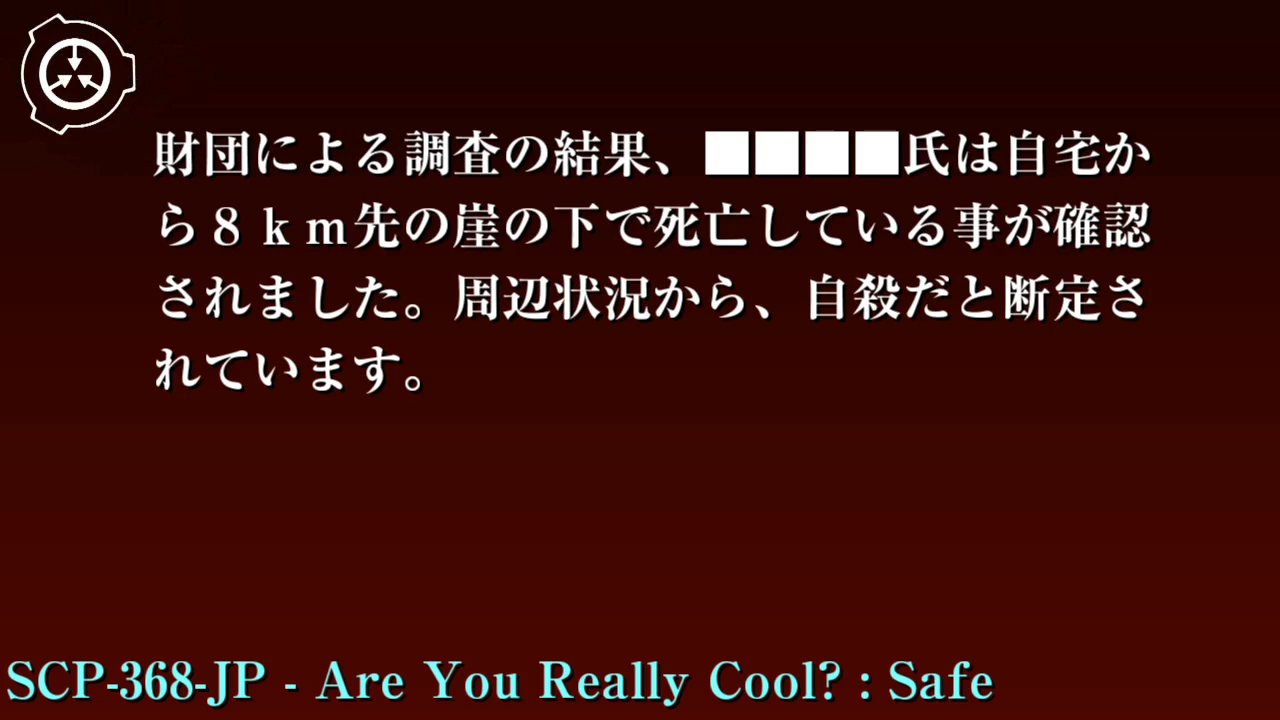 財団による調査の結果、■■■■氏は自宅か
ら８ｋｍ先の崖の下で死亡している事が確認
されました。周辺状況から、自殺だと断定さ
れています。
SCP-368-JP - Are You Really Cool? : Safe